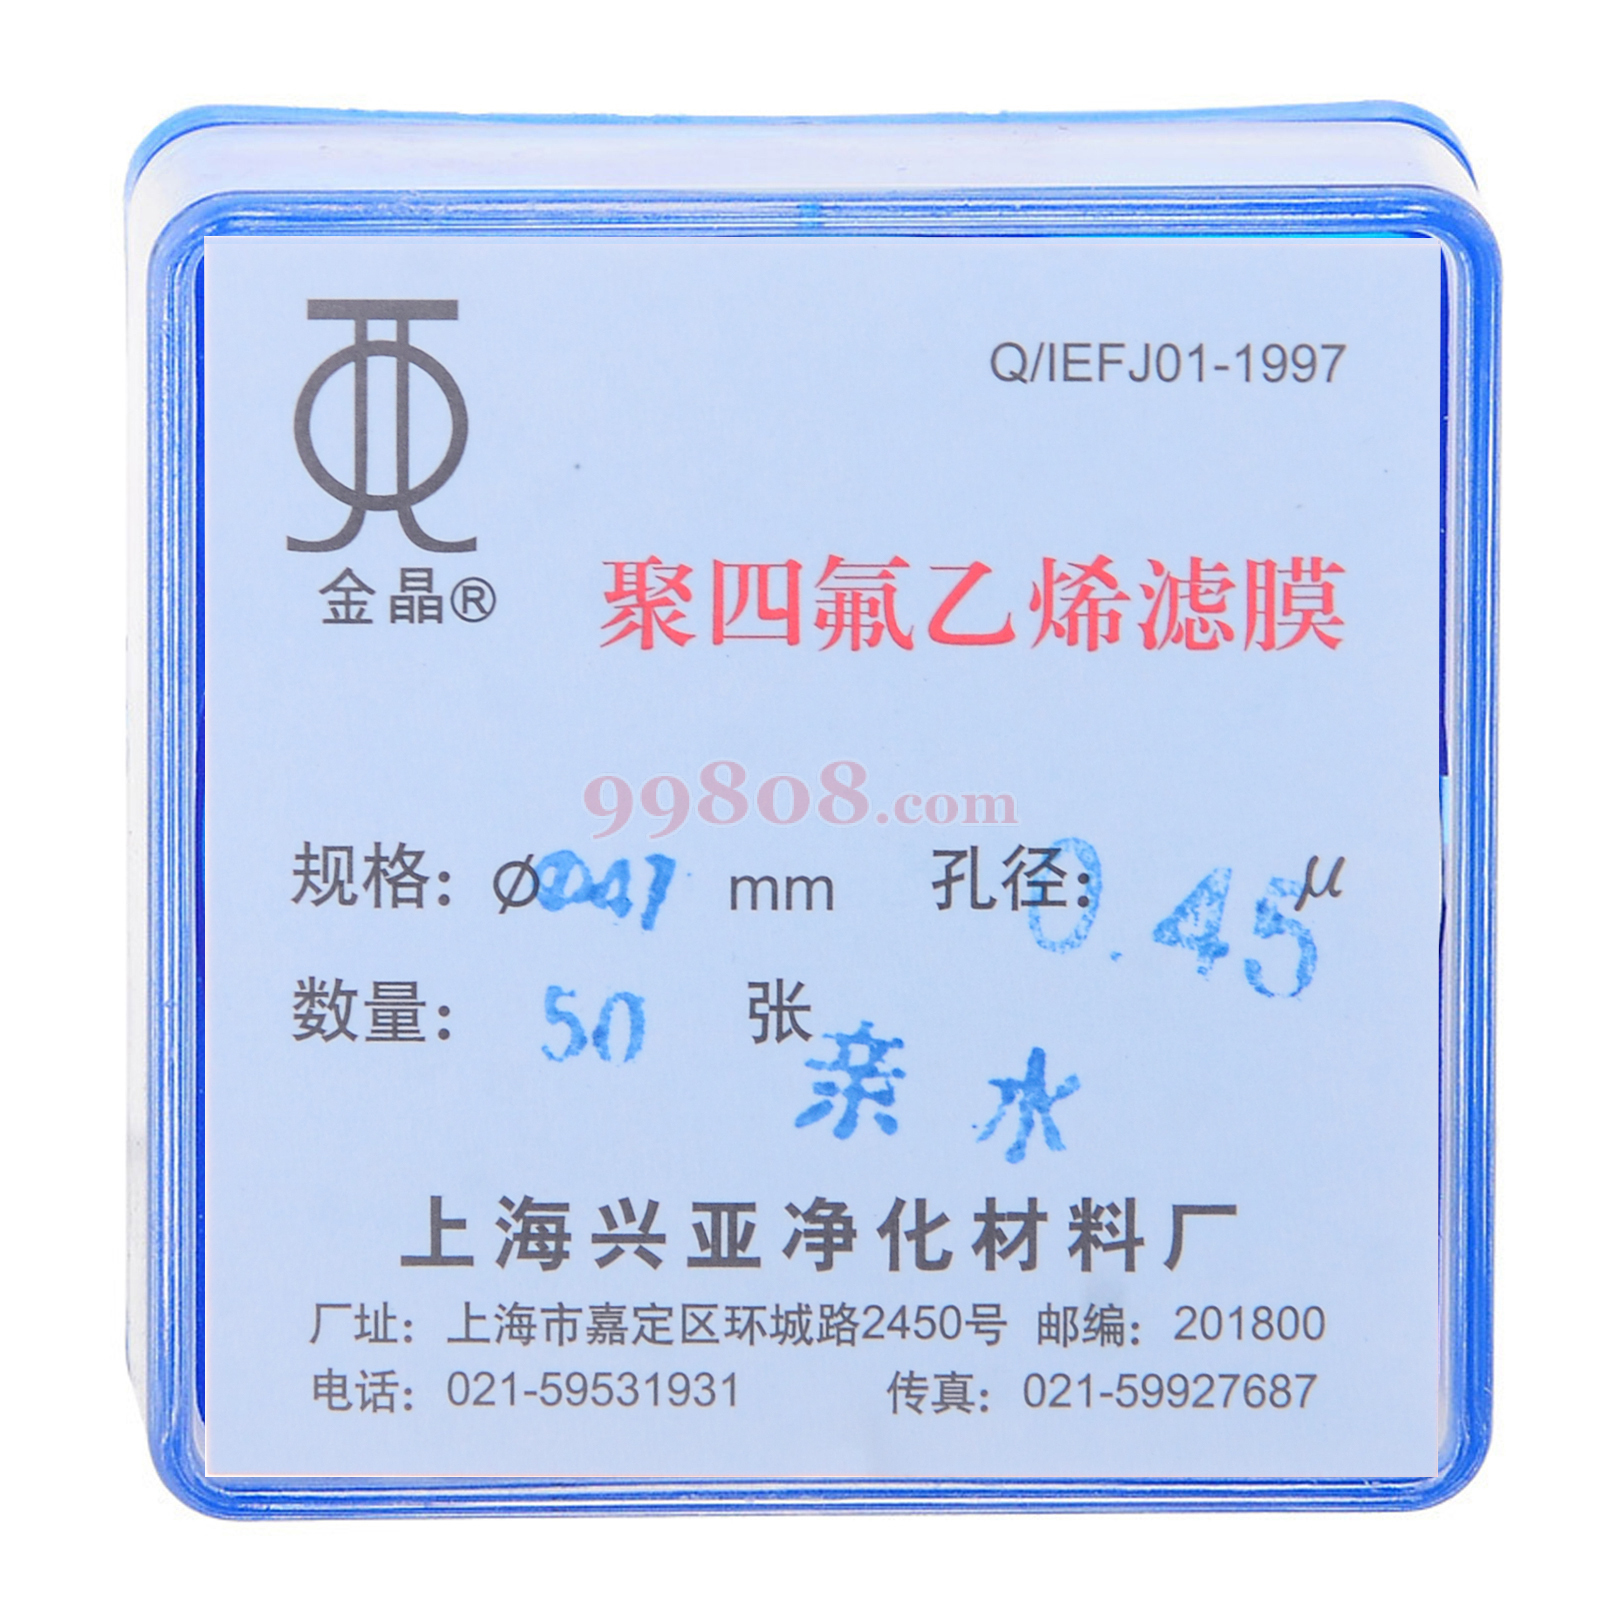 Q/IEFJ01-1997
金晶®
聚四氟乙烯滤膜
99808.com
规格: Ø mm 孔径: 0.45 μ
数量: 50 张
亲水
上海兴亚净化材料厂
厂址: 上海市嘉定区环城路2450号 邮编: 201800
电话: 021-59531931 传真: 021-59927687